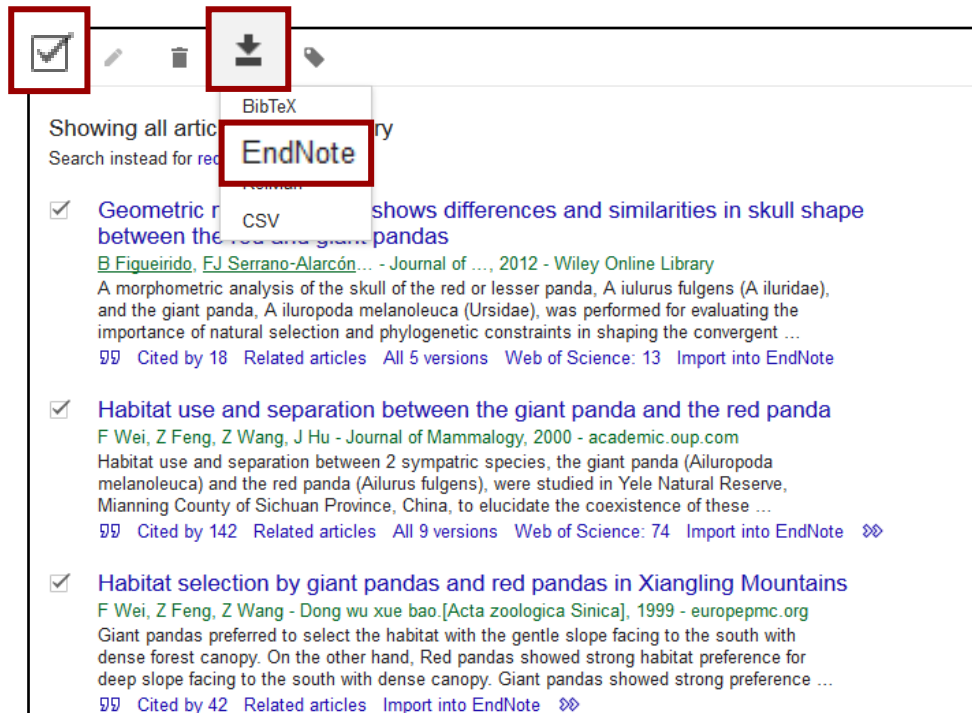 BibTeX
Showing all artic ry
EndNote
Search instead for rec
CSV
Geometric r shows differences and similarities in skull shape
between the red and giant pandas
B Figueirido, FJ Serrano-Alarcón... - Journal of ..., 2012 - Wiley Online Library
A morphometric analysis of the skull of the red or lesser panda, A iulurus fulgens (A iluridae),
and the giant panda, A iluropoda melanoleuca (Ursidae), was performed for evaluating the
importance of natural selection and phylogenetic constraints in shaping the convergent ...
Cited by 18 Related articles All 5 versions Web of Science: 13 Import into EndNote
Habitat use and separation between the giant panda and the red panda
F Wei, Z Feng, Z Wang, J Hu - Journal of Mammalogy, 2000 - academic.oup.com
Habitat use and separation between 2 sympatric species, the giant panda (Ailuropoda
melanoleuca) and the red panda (Ailurus fulgens), were studied in Yele Natural Reserve,
Mianning County of Sichuan Province, China, to elucidate the coexistence of these ...
Cited by 142 Related articles All 9 versions Web of Science: 74 Import into EndNote
Habitat selection by giant pandas and red pandas in Xiangling Mountains
F Wei, Z Feng, Z Wang - Dong wu xue bao.[Acta zoologica Sinica], 1999 - europepmc.org
Giant pandas preferred to select the habitat with the gentle slope facing to the south with
dense forest canopy. On the other hand, Red pandas showed strong habitat preference for
deep slope facing to the south with dense canopy. Giant pandas showed strong preference ...
Cited by 42 Related articles Import into EndNote